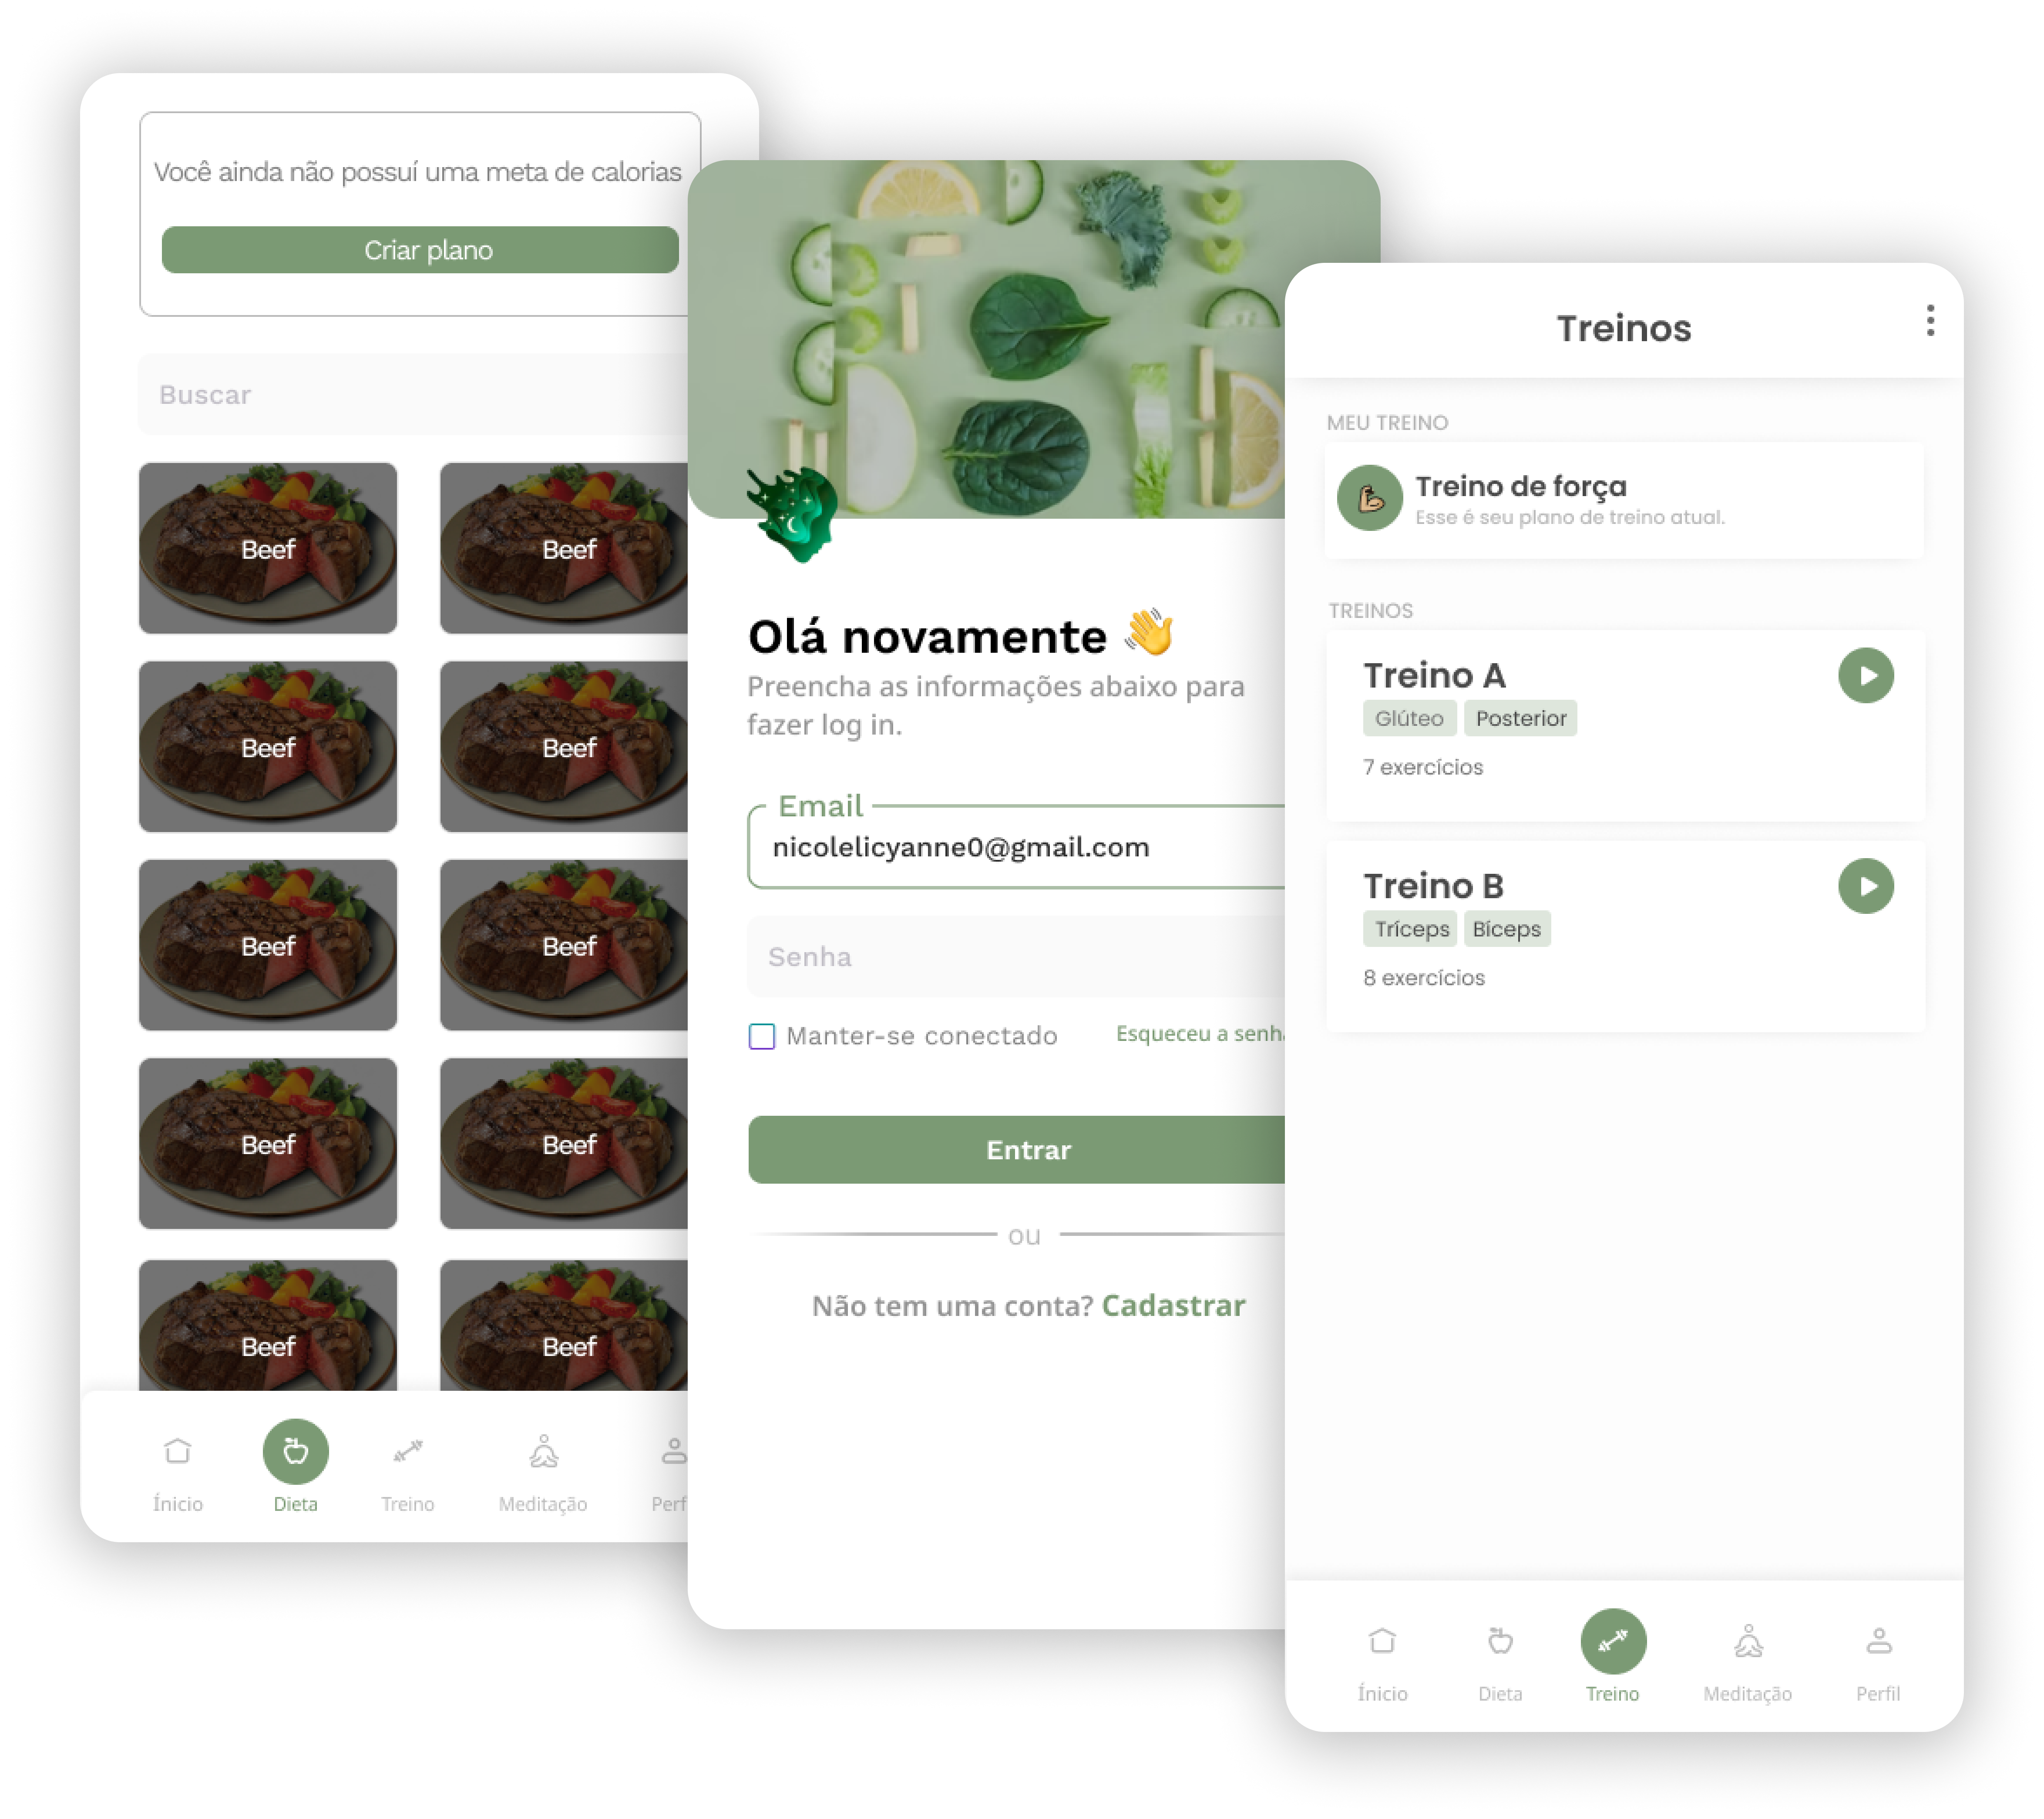 Você ainda não possuí uma meta de calorias
Criar plano
Buscar
Beef
Beef
Beef
Beef
Beef
Beef
Beef
Beef
Beef
Beef
Ínicio
Dieta
Treino
Meditação
Perf
Olá novamente
Preencha as informações abaixo para
fazer log in.
Email
nicolelicyanne0@gmail.com
Senha
Manter-se conectado
Esqueceu a senha
Entrar
ou
Não tem uma conta? Cadastrar
Treinos
MEU TREINO
Treino de força
Esse é seu plano de treino atual.
TREINOS
Treino A
Glúteo Posterior
7 exercícios
Treino B
Tríceps Bíceps
8 exercícios
Ínicio
Dieta
Treino
Meditação
Perfil